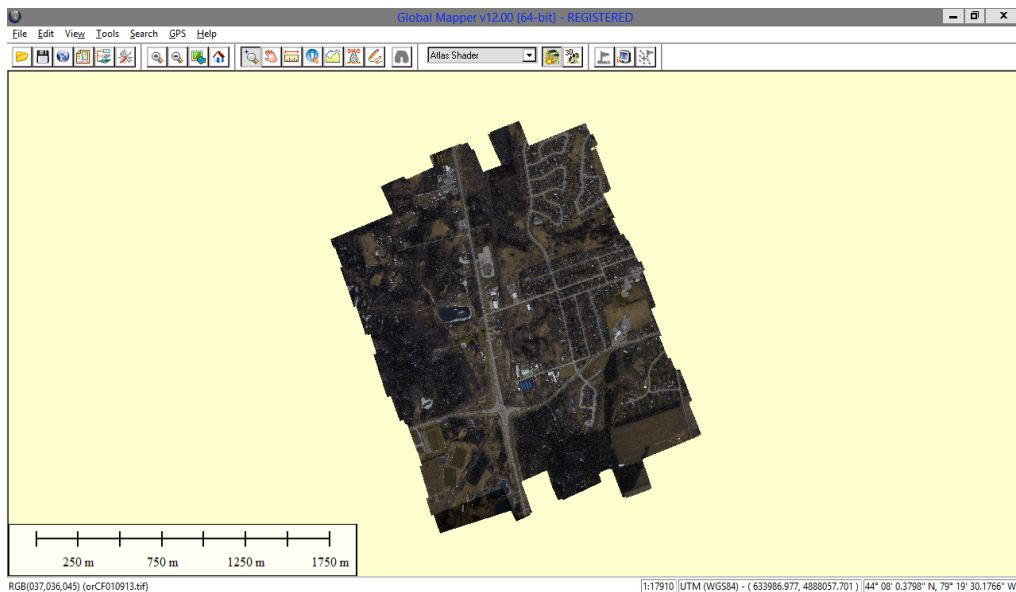 Global Mapper v12.00 [64-bit] - REGISTERED
File Edit View Tools Search GPS Help
Atlas Shader
3D
250 m 750 m 1250 m 1750 m
RGB(037,036,045) (orCF010913.tif) 1:17910 UTM (WGS84) - ( 633986.977, 4888057.701 ) 44° 08' 0.3798" N, 79° 19' 30.1766" W